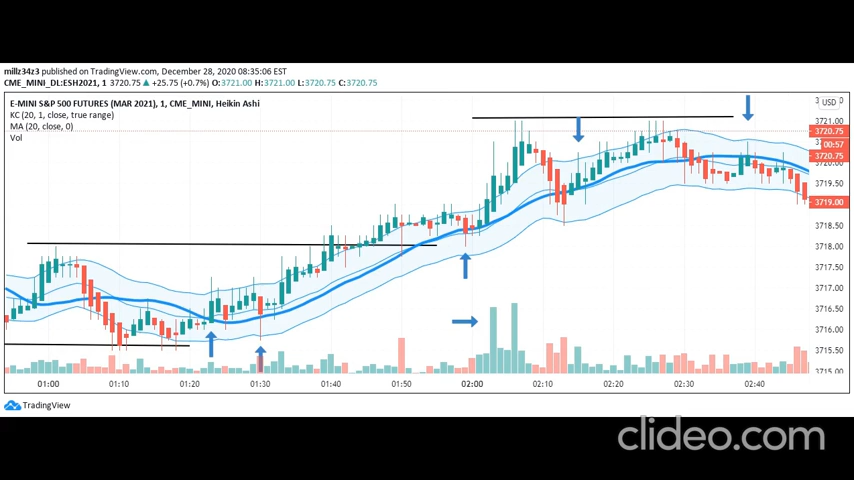 millz34z3 published on TradingView.com, December 28, 2020 08:35:06 EST
CME_MINI_DL:ESH2021, 1 3720.75 ▲ +25.75 (+0.7%) O:3721.00 H:3721.00 L:3720.75 C:3720.75
E-MINI S&P 500 FUTURES (MAR 2021), 1, CME_MINI, Heikin Ashi
KC (20, 1, close, true range)
MA (20, close, 0)
Vol
USD
3721.00
3720.75
00:57
3720.75
3720.00
3719.50
3719.00
3718.50
3718.00
3717.50
3717.00
3716.50
3716.00
3715.50
3715.00
01:00 01:10 01:20 01:30 01:40 01:50 02:00 02:10 02:20 02:30 02:40
TradingView
clideo.com